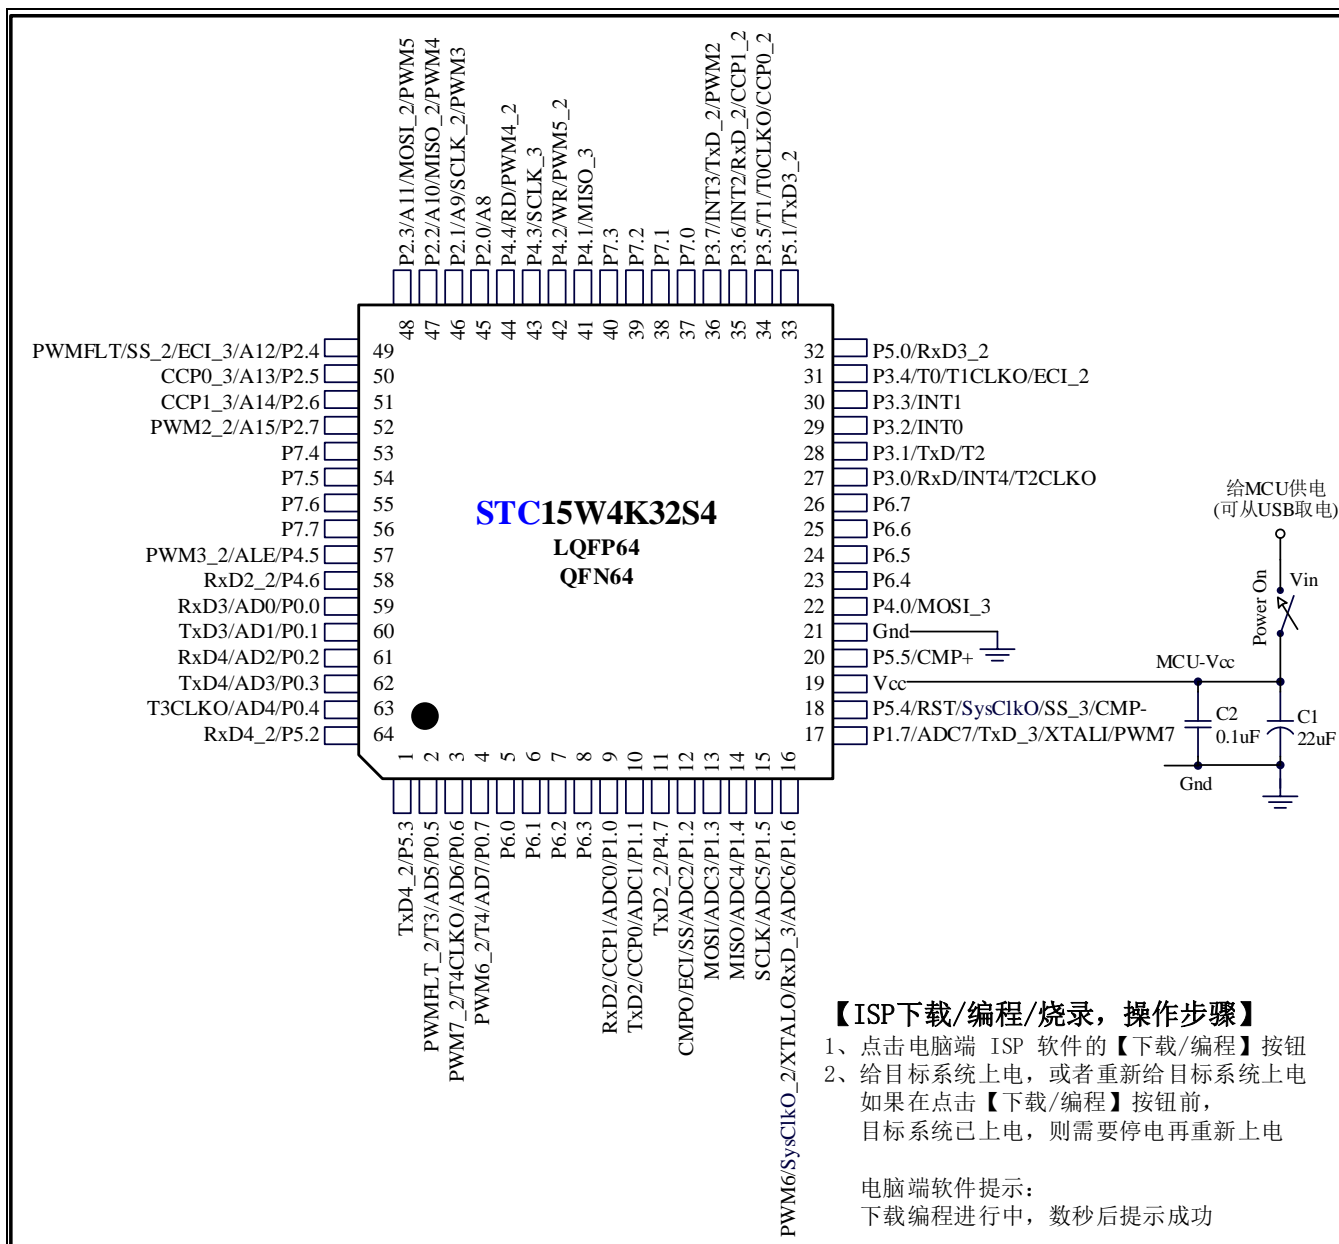 P2.3/A11/MOSI_2/PWM5
P2.2/A10/MISO_2/PWM4
P2.1/A9/SCLK_2/PWM3
P2.0/A8
P4.4/RD/PWM4_2
P4.3/SCLK_3
P4.2/WR/PWM5_2
P4.1/MISO_3
P7.3
P7.2
P7.1
P7.0
P3.7/INT3/TxD_2/PWM2
P3.6/INT2/RxD_2/CCP1_2
P3.5/T1/T0CLKO/CCP0_2
P5.1/TxD3_2
48
47
46
45
44
43
42
41
40
39
38
37
36
35
34
33
PWMFLT/SS_2/ECI_3/A12/P2.4 49
CCP0_3/A13/P2.5 50
CCP1_3/A14/P2.6 51
PWM2_2/A15/P2.7 52
P7.4 53
P7.5 54
P7.6 55
P7.7 56
PWM3_2/ALE/P4.5 57
RxD2_2/P4.6 58
RxD3/AD0/P0.0 59
TxD3/AD1/P0.1 60
RxD4/AD2/P0.2 61
TxD4/AD3/P0.3 62
T3CLKO/AD4/P0.4 63
RxD4_2/P5.2 64
STC15W4K32S4
LQFP64
QFN64
32 P5.0/RxD3_2
31 P3.4/T0/T1CLKO/ECI_2
30 P3.3/INT1
29 P3.2/INT0
28 P3.1/TxD/T2
27 P3.0/RxD/INT4/T2CLKO
26 P6.7
25 P6.6
24 P6.5
23 P6.4
22 P4.0/MOSI_3
21 Gnd
20 P5.5/CMP+
19 Vcc
18 P5.4/RST/SysClkO/SS_3/CMP-
17 P1.7/ADC7/TxD_3/XTALI/PWM7
给MCU供电
(可从USB取电)
Vin
Power On
MCU-Vcc
C2
0.1uF
C1
22uF
Gnd
1
2
3
4
5
6
7
8
9
10
11
12
13
14
15
16
TxD4_2/P5.3
PWMFLT_2/T3/AD5/P0.5
PWM7_2/T4CLKO/AD6/P0.6
PWM6_2/T4/AD7/P0.7
P6.0
P6.1
P6.2
P6.3
RxD2/CCP1/ADC0/P1.0
TxD2/CCP0/ADC1/P1.1
TxD2_2/P4.7
CMPO/ECI/SS/ADC2/P1.2
MOSI/ADC3/P1.3
MISO/ADC4/P1.4
SCLK/ADC5/P1.5
PWM6/SysClkO_2/XTALO/RxD_3/ADC6/P1.6
【ISP下载/编程/烧录，操作步骤】
1、点击电脑端 ISP 软件的【下载/编程】按钮
2、给目标系统上电，或者重新给目标系统上电
如果在点击【下载/编程】按钮前，
目标系统已上电，则需要停电再重新上电
电脑端软件提示：
下载编程进行中，数秒后提示成功